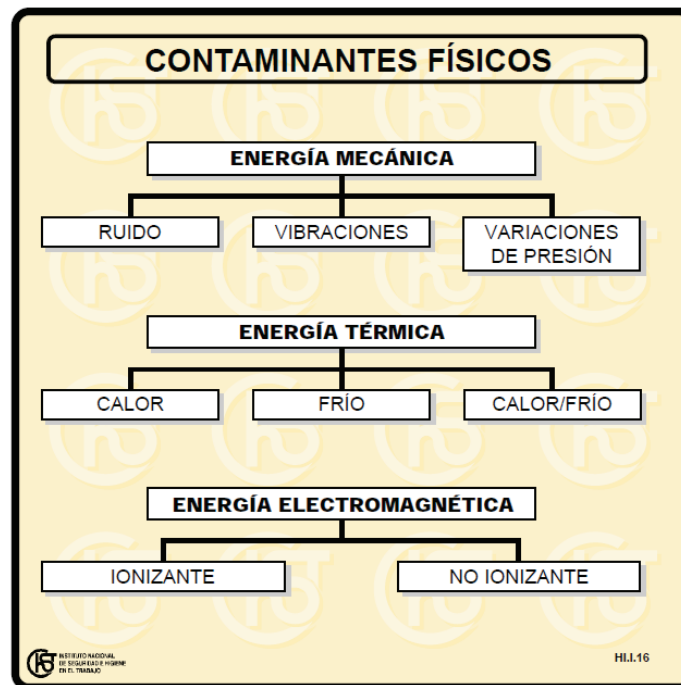 CONTAMINANTES FÍSICOS
ENERGÍA MECÁNICA
RUIDO
VIBRACIONES
VARIACIONES
DE PRESIÓN
ENERGÍA TÉRMICA
CALOR
FRÍO
CALOR/FRÍO
ENERGÍA ELECTROMAGNÉTICA
IONIZANTE
NO IONIZANTE
INSTITUTO NACIONAL
DE SEGURIDAD E HIGIENE
EN EL TRABAJO
HI.I.16